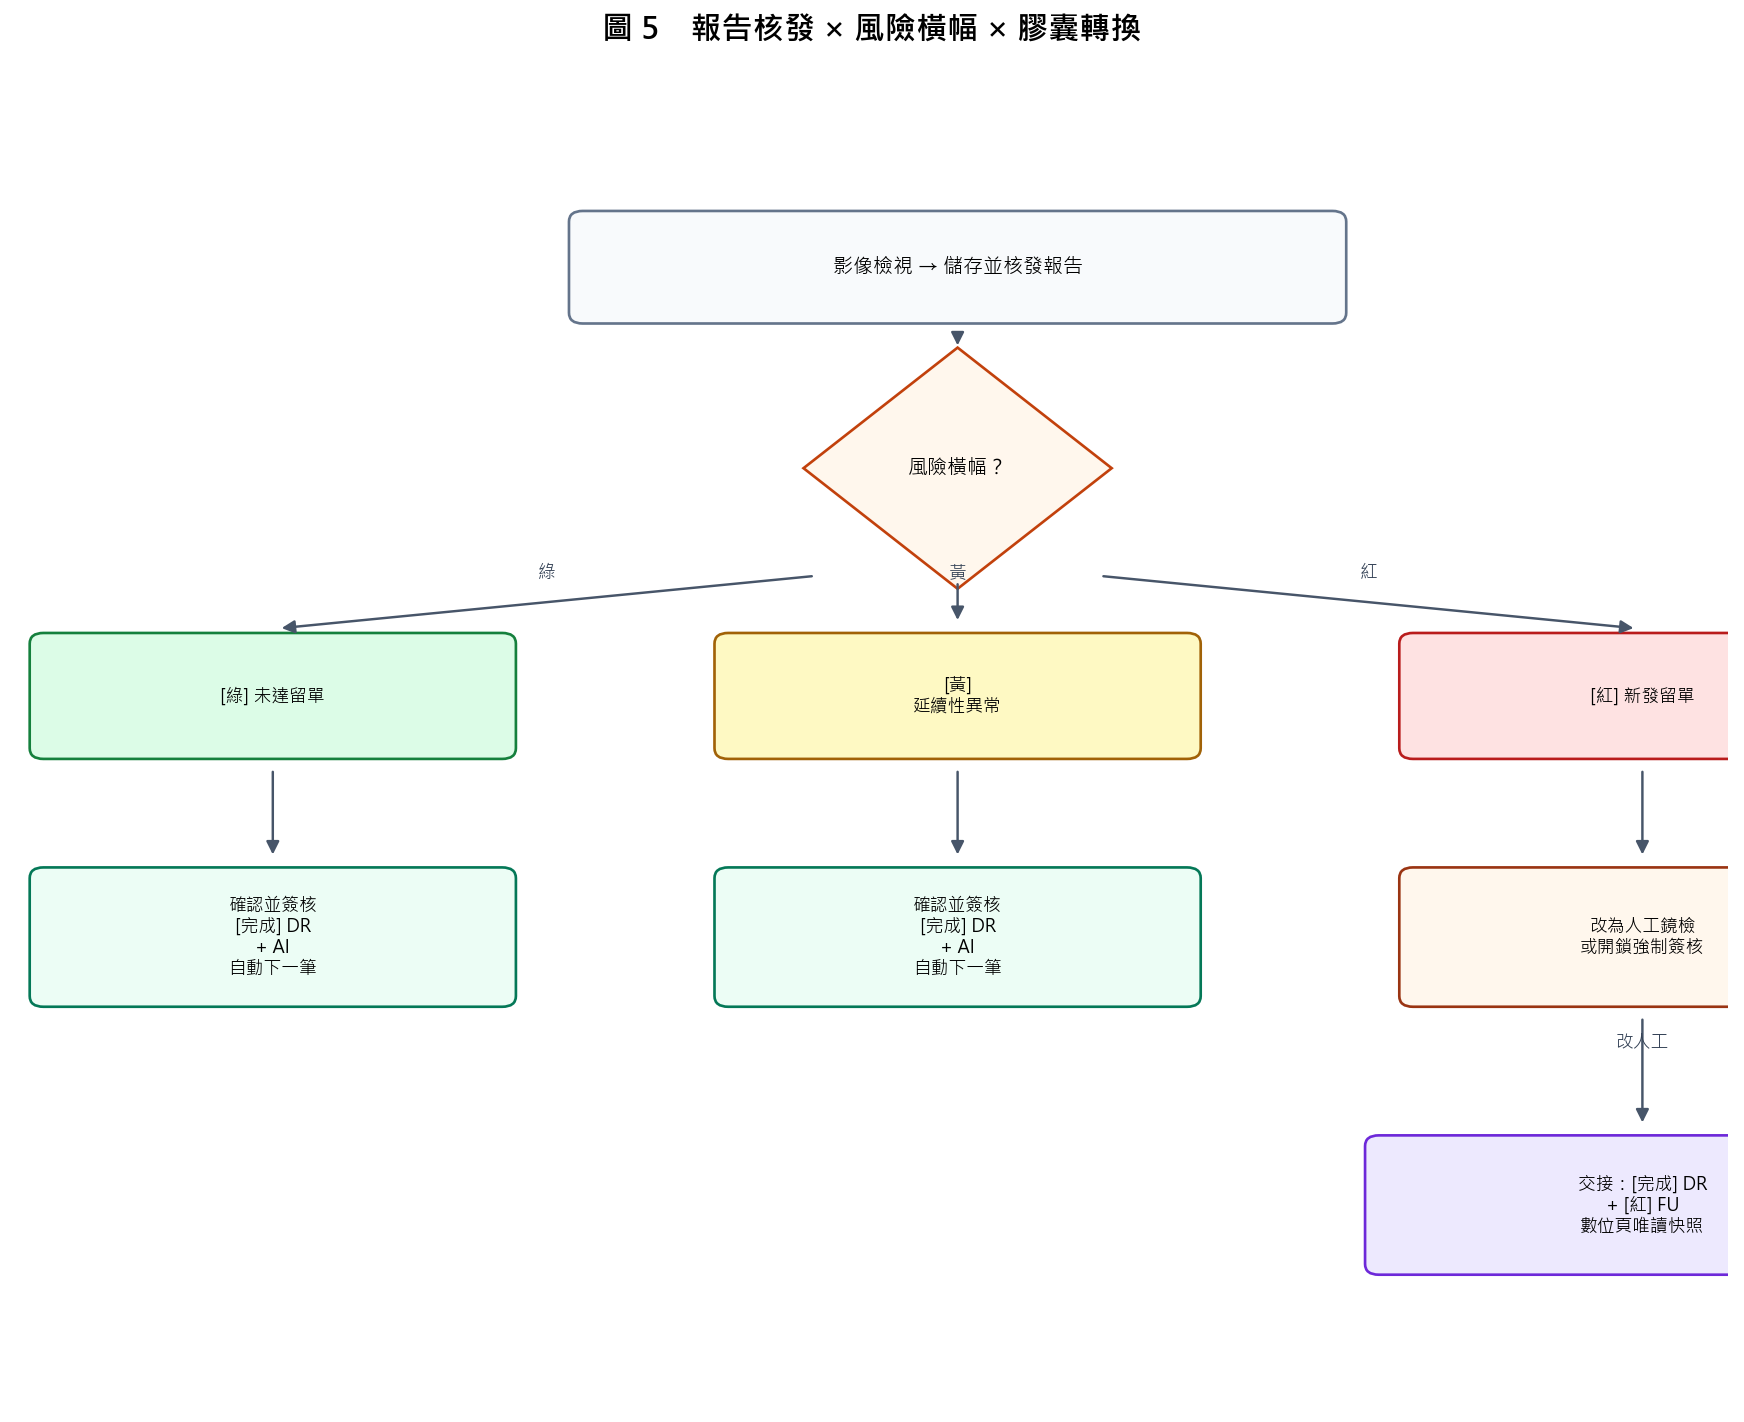 圖 5　報告核發 × 風險橫幅 × 膠囊轉換
影像檢視 → 儲存並核發報告
風險橫幅？
綠
黃
紅
[綠] 未達留單
[黃]
延續性異常
[紅] 新發留單
確認並簽核
[完成] DR
+ AI
自動下一筆
確認並簽核
[完成] DR
+ AI
自動下一筆
改為人工鏡檢
或開鎖強制簽核
改人工
交接：[完成] DR
+ [紅] FU
數位頁唯讀快照